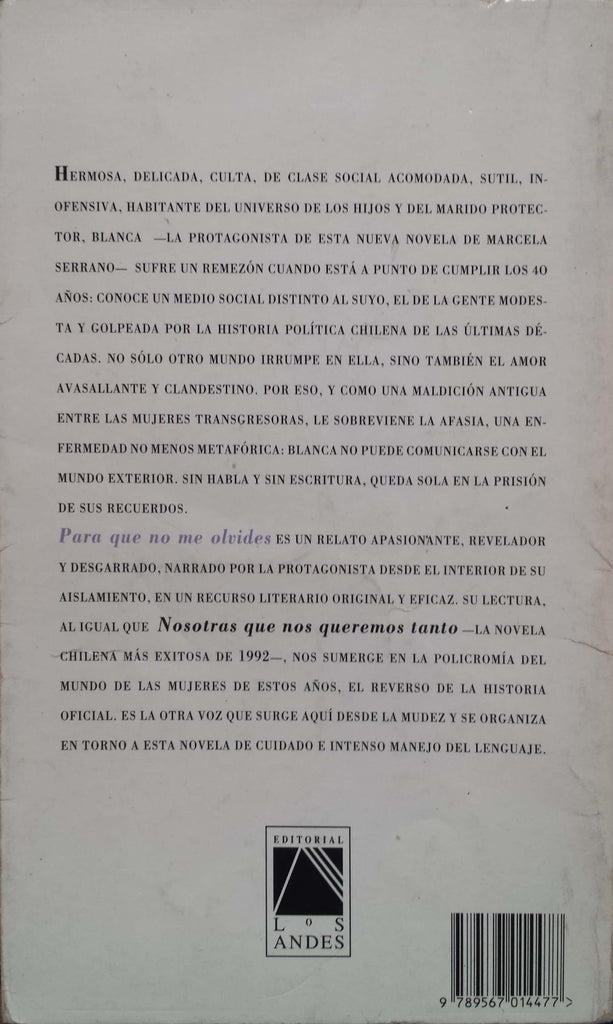 HERMOSA, DELICADA, CULTA, DE CLASE SOCIAL ACOMODADA, SUTIL, IN-
OFENSIVA, HABITANTE DEL UNIVERSO DE LOS HIJOS Y DEL MARIDO PROTEC-
TOR, BLANCA —LA PROTAGONISTA DE ESTA NUEVA NOVELA DE MARCELA
SERRANO— SUFRE UN REMEZÓN CUANDO ESTÁ A PUNTO DE CUMPLIR LOS 40
AÑOS: CONOCE UN MEDIO SOCIAL DISTINTO AL SUYO, EL DE LA GENTE MODES-
TA Y GOLPEADA POR LA HISTORIA POLÍTICA CHILENA DE LAS ÚLTIMAS DÉ-
CADAS. NO SÓLO OTRO MUNDO IRRUMPE EN ELLA, SINO TAMBIÉN EL AMOR
AVASALLANTE Y CLANDESTINO. POR ESO, Y COMO UNA MALDICIÓN ANTIGUA
ENTRE LAS MUJERES TRANSGRESORAS, LE SOBREVIENE LA AFASIA, UNA EN-
FERMEDAD NO MENOS METAFÓRICA: BLANCA NO PUEDE COMUNICARSE CON EL
MUNDO EXTERIOR. SIN HABLA Y SIN ESCRITURA, QUEDA SOLA EN LA PRISIÓN
DE SUS RECUERDOS.
Para que no me olvides ES UN RELATO APASIONANTE, REVELADOR
Y DESGARRADO, NARRADO POR LA PROTAGONISTA DESDE EL INTERIOR DE SU
AISLAMIENTO, EN UN RECURSO LITERARIO ORIGINAL Y EFICAZ. SU LECTURA,
AL IGUAL QUE Nosotras que nos queremos tanto —LA NOVELA
CHILENA MÁS EXITOSA DE 1992—, NOS SUMERGE EN LA POLICROMÍA DEL
MUNDO DE LAS MUJERES DE ESTOS AÑOS, EL REVERSO DE LA HISTORIA
OFICIAL. ES LA OTRA VOZ QUE SURGE AQUÍ DESDE LA MUDEZ Y SE ORGANIZA
EN TORNO A ESTA NOVELA DE CUIDADO E INTENSO MANEJO DEL LENGUAJE.
EDITORIAL
LOS
ANDES
9 789567 014477 >